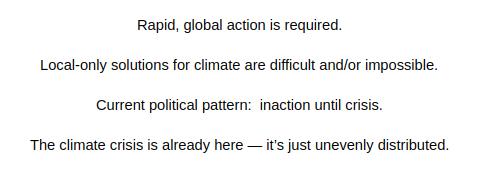 Rapid, global action is required.
Local-only solutions for climate are difficult and/or impossible.
Current political pattern:  inaction until crisis.
The climate crisis is already here — it’s just unevenly distributed.